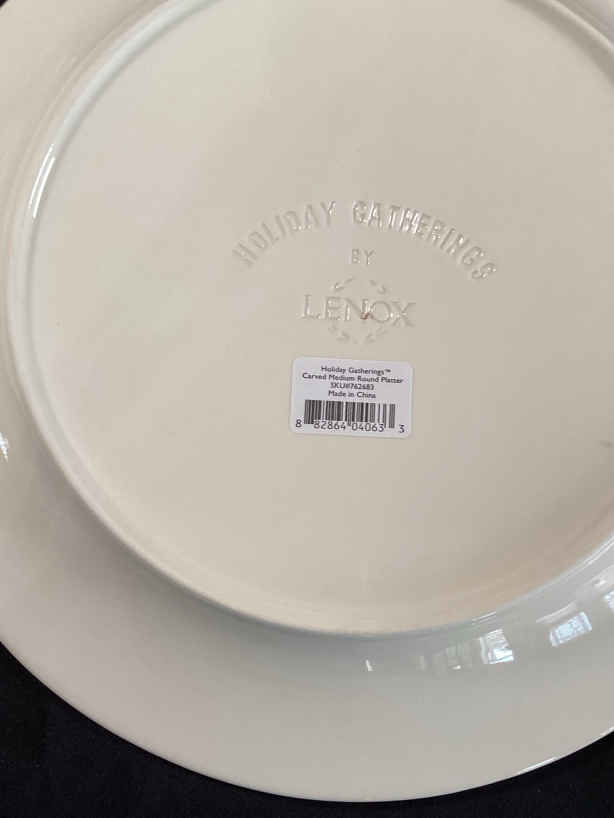 HOLIDAY GATHERINGS
BY
LENOX
Holiday Gatherings™
Carved Medium Round Platter
SKU#762683
Made in China
8 82864 04063 3